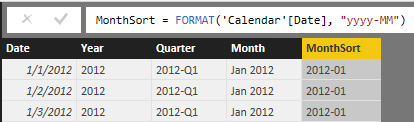 MonthSort = FORMAT('Calendar'[Date], "yyyy-MM")
Date Year Quarter Month MonthSort
1/1/2012 2012 2012-Q1 Jan 2012 2012-01
1/2/2012 2012 2012-Q1 Jan 2012 2012-01
1/3/2012 2012 2012-Q1 Jan 2012 2012-01